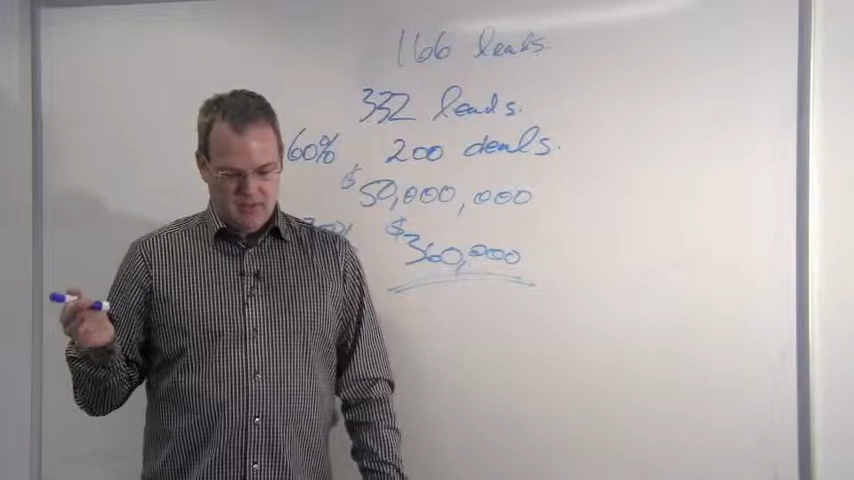 166 leads.
332 leads.
60% 200 deals.
$50,000,000
$360,000